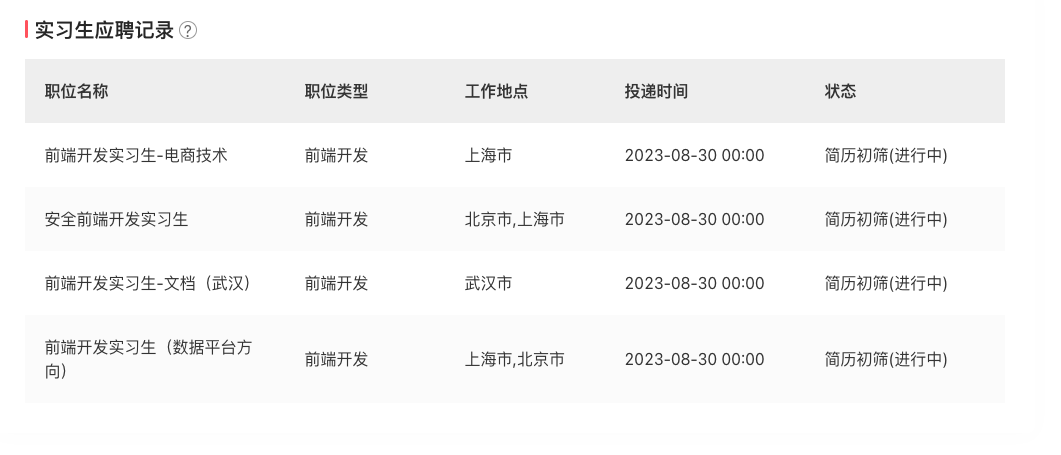 实习生应聘记录 ?
职位名称 职位类型 工作地点 投递时间 状态
前端开发实习生-电商技术 前端开发 上海市 2023-08-30 00:00 简历初筛(进行中)
安全前端开发实习生 前端开发 北京市,上海市 2023-08-30 00:00 简历初筛(进行中)
前端开发实习生-文档（武汉） 前端开发 武汉市 2023-08-30 00:00 简历初筛(进行中)
前端开发实习生（数据平台方
向） 前端开发 上海市,北京市 2023-08-30 00:00 简历初筛(进行中)